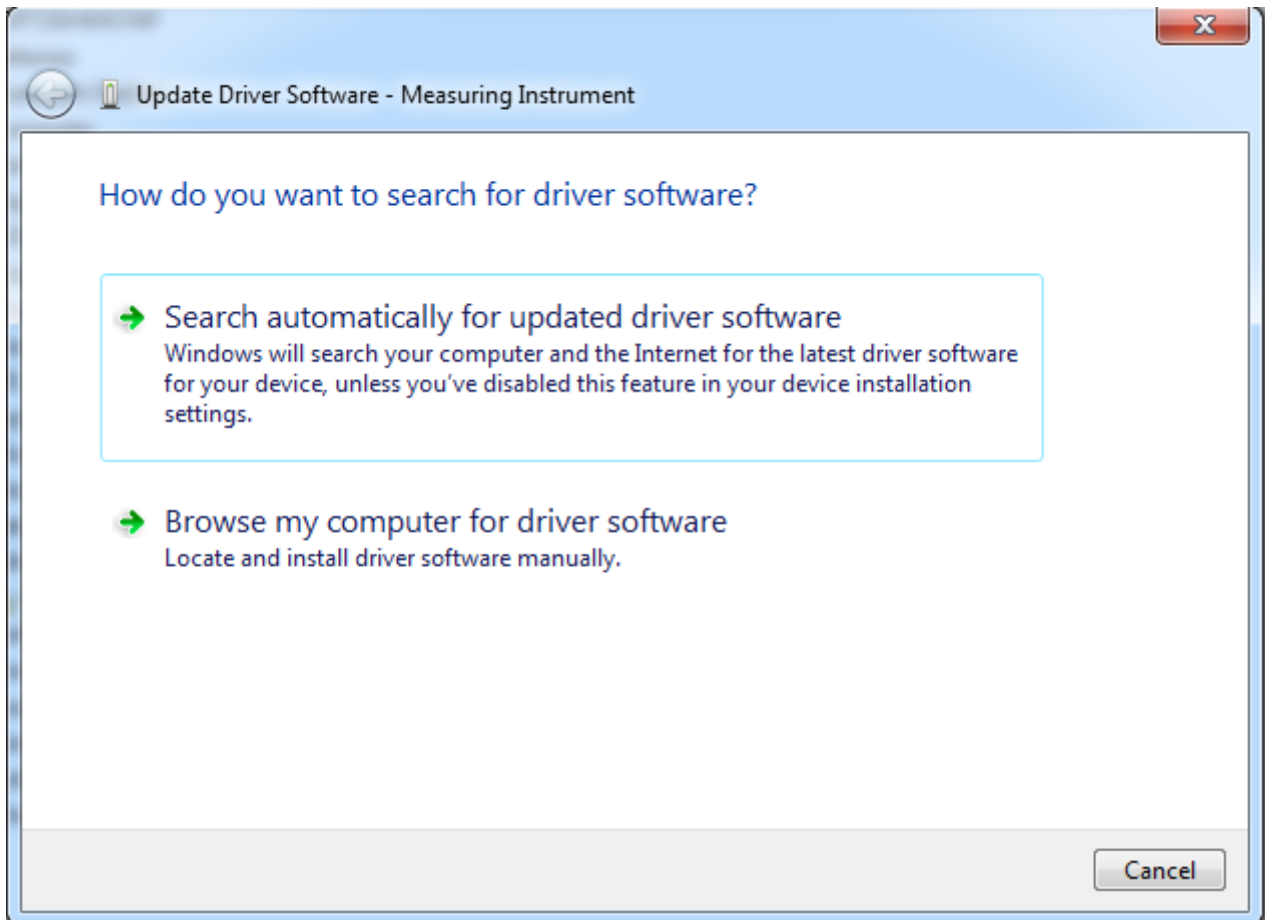 Update Driver Software - Measuring Instrument
How do you want to search for driver software?
Search automatically for updated driver software
Windows will search your computer and the Internet for the latest driver software
for your device, unless you've disabled this feature in your device installation
settings.
Browse my computer for driver software
Locate and install driver software manually.
Cancel